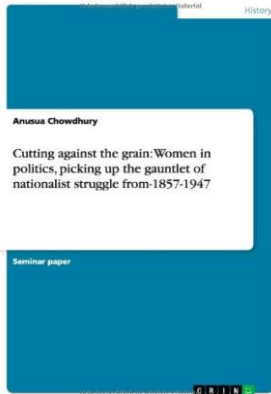 History
Anusua Chowdhury
Cutting against the grain: Women in
politics, picking up the gauntlet of
nationalist struggle from-1857-1947
Seminar paper
GRIN